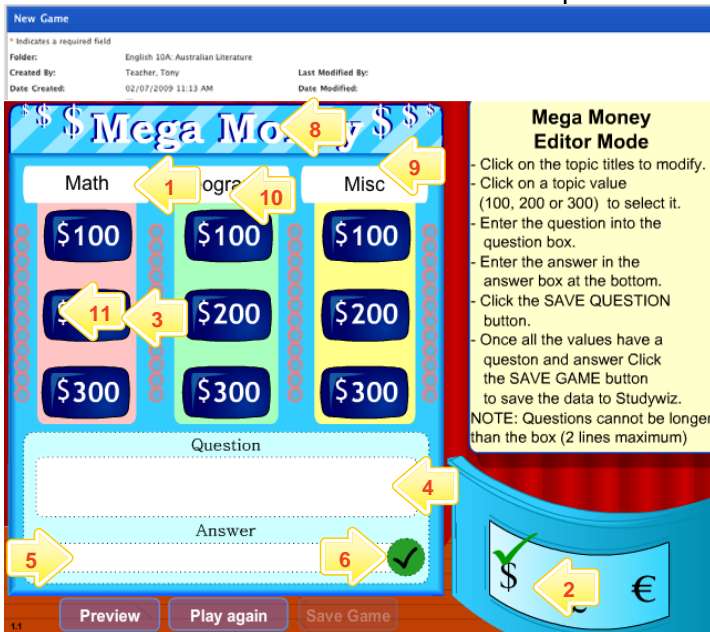 New Game
* Indicates a required field
Folder: English 10A: Australian Literature
Created By: Teacher, Tony Last Modified By:
Date Created: 02/07/2009 11:13 AM Date Modified:
$ $ $ Mega Mo y $ $ $
8
Math ogra Misc
1
10
9
$100 $100 $100
$ $200 $200
11
3
$300 $300 $300
Question
4
Answer
5
6
Preview Play again Save Game
1.1
Mega Money
Editor Mode
- Click on the topic titles to modify.
- Click on a topic value
(100, 200 or 300) to select it.
- Enter the question into the
question box.
- Enter the answer in the
answer box at the bottom.
- Click the SAVE QUESTION
button.
- Once all the values have a
queston and answer Click
the SAVE GAME button
to save the data to Studywiz.
NOTE: Questions cannot be longer
than the box (2 lines maximum)
$ €
2